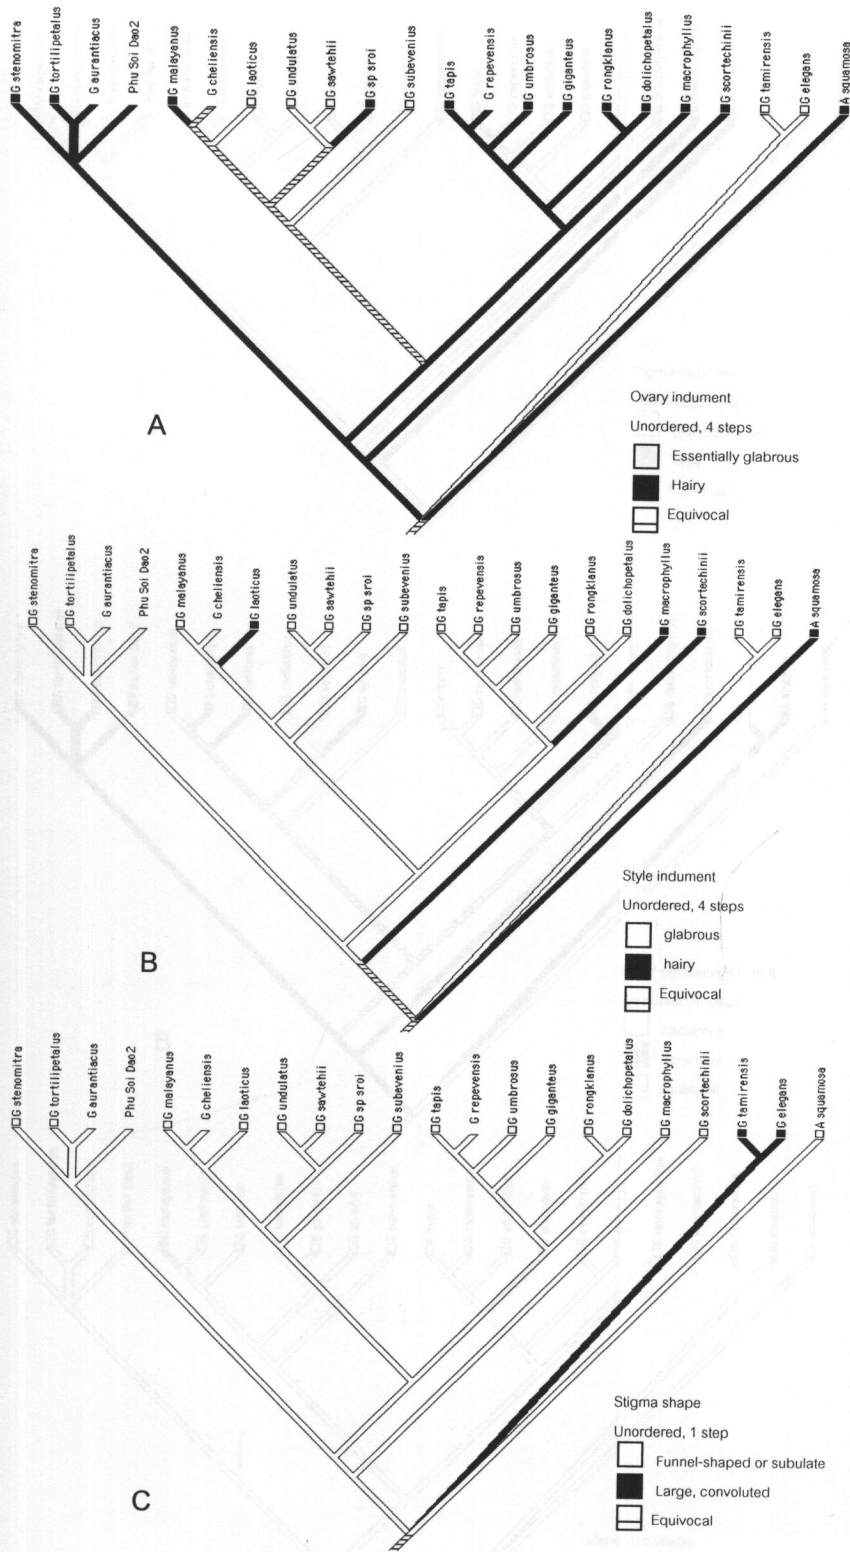 G stenomitra
G tortilipetalus
G aurantiacus
Phu Soi Dao2
G malayanus
G cheliensis
G laoticus
G undulatus
G sawtehii
G sp sroi
G subevenius
G tapis
G repevensis
G umbrosus
G giganteus
G rongklanus
G dolichopetalus
G macrophyllus
G scortechinii
G tamirensis
G elegans
A squamosa
A
Ovary indument
Unordered, 4 steps
Essentially glabrous
Hairy
Equivocal
G stenomitra
G tortilipetalus
G aurantiacus
Phu Soi Dao2
G malayanus
G cheliensis
G laoticus
G undulatus
G sawtehii
G sp sroi
G subevenius
G tapis
G repevensis
G umbrosus
G giganteus
G rongklanus
G dolichopetalus
G macrophyllus
G scortechinii
G tamirensis
G elegans
A squamosa
B
Style indument
Unordered, 4 steps
glabrous
hairy
Equivocal
G stenomitra
G tortilipetalus
G aurantiacus
Phu Soi Dao2
G malayanus
G cheliensis
G laoticus
G undulatus
G sawtehii
G sp sroi
G subevenius
G tapis
G repevensis
G umbrosus
G giganteus
G rongklanus
G dolichopetalus
G macrophyllus
G scortechinii
G tamirensis
G elegans
A squamosa
C
Stigma shape
Unordered, 1 step
Funnel-shaped or subulate
Large, convoluted
Equivocal